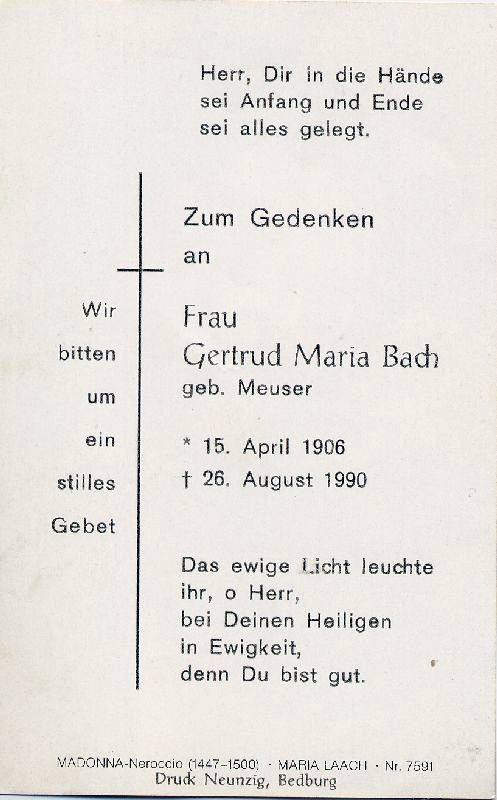 Herr, Dir in die Hände
sei Anfang und Ende
sei alles gelegt.
Zum Gedenken
an
Frau
Gertrud Maria Bach
geb. Meuser
* 15. April 1906
† 26. August 1990
Wir
bitten
um
ein
stilles
Gebet
Das ewige Licht leuchte
ihr, o Herr,
bei Deinen Heiligen
in Ewigkeit,
denn Du bist gut.
MADONNA-Neroccio (1447-1500) · MARIA LAACH · Nr. 7591
Druck Neunzig, Bedburg